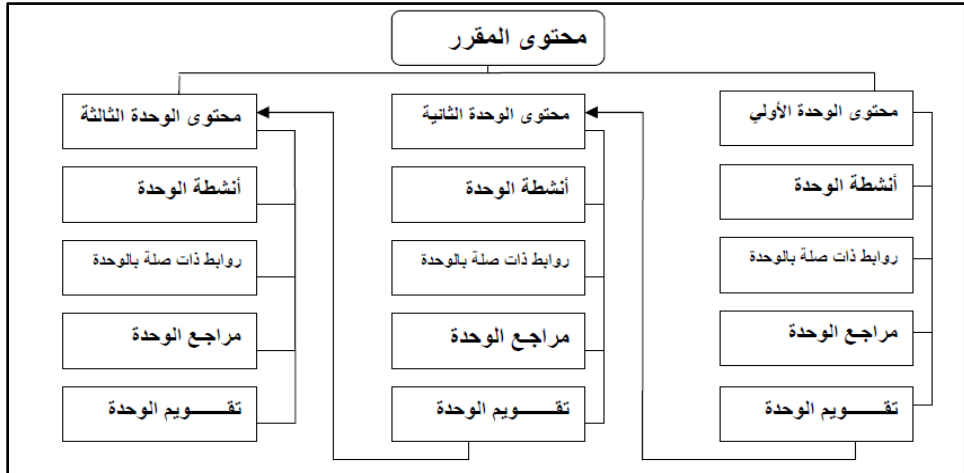 محتوى المقرر
محتوى الوحدة الأولي
أنشطة الوحدة
روابط ذات صلة بالوحدة
مراجع الوحدة
تقـــــويم الوحدة
محتوى الوحدة الثانية
أنشطة الوحدة
روابط ذات صلة بالوحدة
مراجع الوحدة
تقـــــويم الوحدة
محتوى الوحدة الثالثة
أنشطة الوحدة
روابط ذات صلة بالوحدة
مراجع الوحدة
تقـــــويم الوحدة